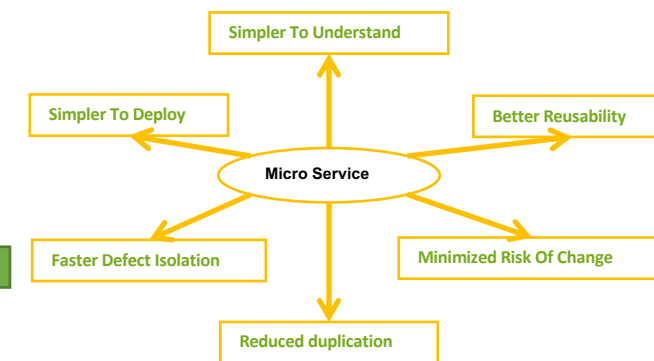 Simpler To Understand
Simpler To Deploy
Better Reusability
Micro Service
Faster Defect Isolation
Minimized Risk Of Change
Reduced duplication